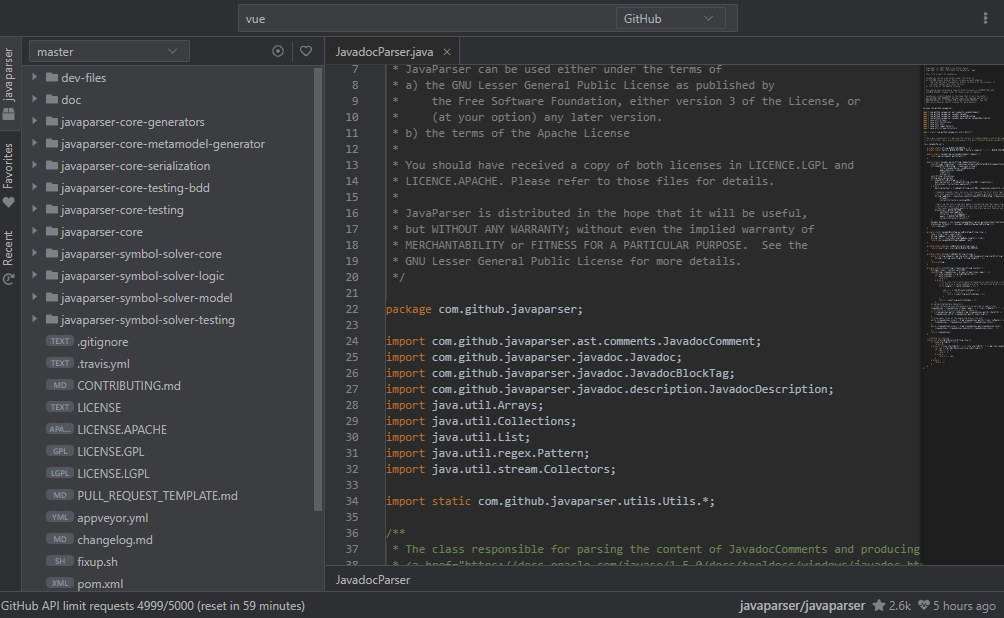 vue
GitHub
javaparser
Favorites
Recent
master
dev-files
doc
javaparser-core-generators
javaparser-core-metamodel-generator
javaparser-core-serialization
javaparser-core-testing-bdd
javaparser-core-testing
javaparser-core
javaparser-symbol-solver-core
javaparser-symbol-solver-logic
javaparser-symbol-solver-model
javaparser-symbol-solver-testing
TEXT .gitignore
TEXT .travis.yml
MD CONTRIBUTING.md
TEXT LICENSE
APA... LICENSE.APACHE
GPL LICENSE.GPL
LGPL LICENSE.LGPL
MD PULL_REQUEST_TEMPLATE.md
YML appveyor.yml
MD changelog.md
SH fixup.sh
XML pom.xml
JavadocParser.java ×
7 * JavaParser can be used either under the terms of
8 * a) the GNU Lesser General Public License as published by
9 *     the Free Software Foundation, either version 3 of the License, or
10 *     (at your option) any later version.
11 * b) the terms of the Apache License
12 *
13 * You should have received a copy of both licenses in LICENCE.LGPL and
14 * LICENCE.APACHE. Please refer to those files for details.
15 *
16 * JavaParser is distributed in the hope that it will be useful,
17 * but WITHOUT ANY WARRANTY; without even the implied warranty of
18 * MERCHANTABILITY or FITNESS FOR A PARTICULAR PURPOSE.  See the
19 * GNU Lesser General Public License for more details.
20 */
21
22 package com.github.javaparser;
23
24 import com.github.javaparser.ast.comments.JavadocComment;
25 import com.github.javaparser.javadoc.Javadoc;
26 import com.github.javaparser.javadoc.JavadocBlockTag;
27 import com.github.javaparser.javadoc.description.JavadocDescription;
28 import java.util.Arrays;
29 import java.util.Collections;
30 import java.util.List;
31 import java.util.regex.Pattern;
32 import java.util.stream.Collectors;
33
34 import static com.github.javaparser.utils.Utils.*;
35
36 /**
37 * The class responsible for parsing the content of JavadocComments and producing
38 * <a href="https://docs.oracle.com/javase/1.5.0/docs/tooldocs/windows/javadoc.ht
JavadocParser
GitHub API limit requests 4999/5000 (reset in 59 minutes)
javaparser/javaparser 2.6k 5 hours ago